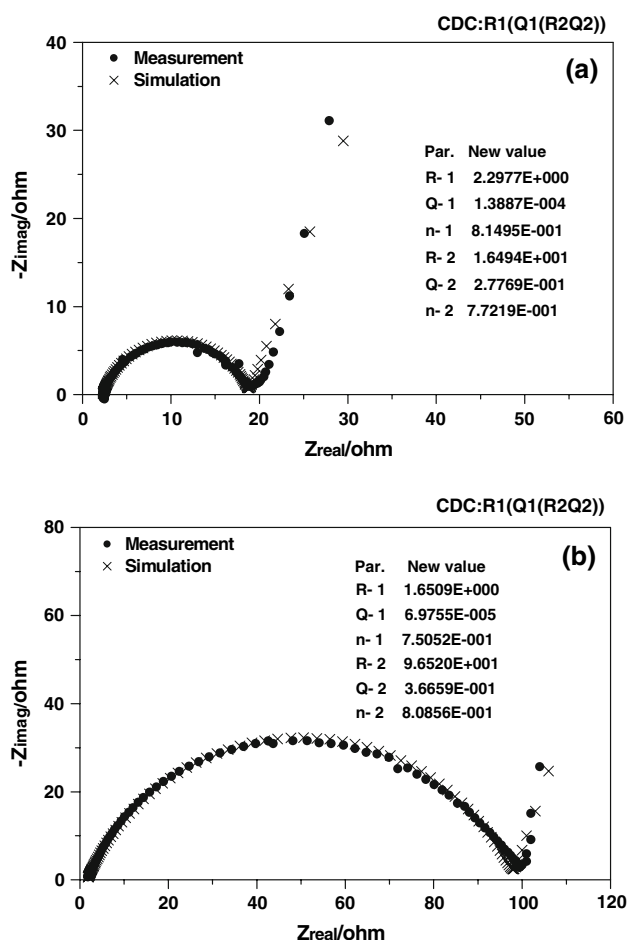 CDC:R1(Q1(R2Q2))
40
Measurement
Simulation
(a)
30
Par. New value
R- 1 2.2977E+000
Q- 1 1.3887E-004
20
n- 1 8.1495E-001
R- 2 1.6494E+001
Q- 2 2.7769E-001
n- 2 7.7219E-001
10
0
-Zimag/ohm
0 10 20 30 40 50 60
Zreal/ohm
CDC:R1(Q1(R2Q2))
80
Measurement
Simulation
(b)
Par. New value
R- 1 1.6509E+000
60
Q- 1 6.9755E-005
n- 1 7.5052E-001
R- 2 9.6520E+001
40
Q- 2 3.6659E-001
n- 2 8.0856E-001
20
0
-Zimag/ohm
0 20 40 60 80 100 120
Zreal/ohm